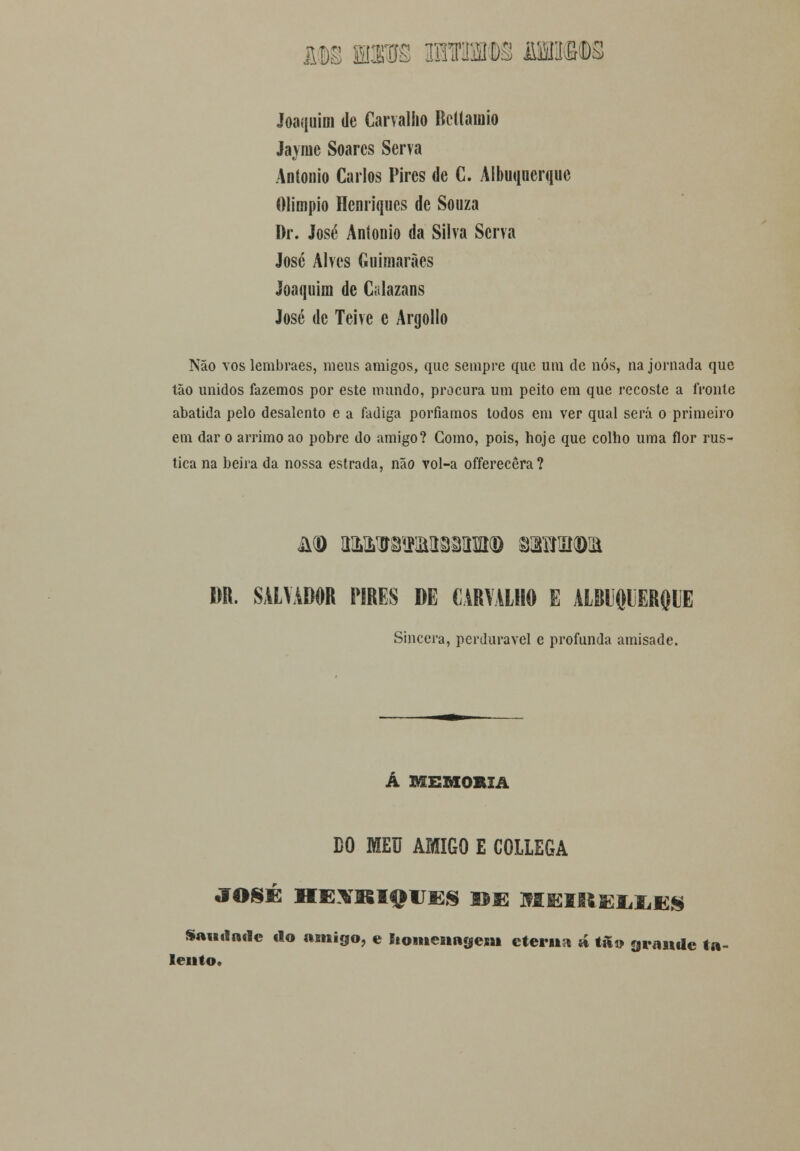 AOS MEUS INTIMOS AMIGOS
Joaquim de Carvalho Bettamio
Jayme Soares Serva
Antonio Carlos Pires de C. Albuquerque
Olimpio Henriques de Souza
Dr. José Antonio da Silva Serva
José Alves Guimarães
Joaquim de Calazans
José de Teive e Argollo
Não vos lembraes, meus amigos, que sempre que um de nós, na jornada que
tão unidos fazemos por este mundo, procura um peito em que recoste a fronte
abatida pelo desalento e a fadiga porfiamos todos em ver qual será o primeiro
em dar o arrimo ao pobre do amigo? Como, pois, hoje que colho uma flor rus-
tica na beira da nossa estrada, não vol-a offerecêra?
AO ILLUSTRISSIMO SENHOR
DR. SALVADOR PIRES DE CARVALHO E ALBUQUERQUE
Sincera, perduravel e profunda amisade.
Á MEMORIA
DO MEU AMIGO E COLLEGA
JOSÉ HENRIQUES DE MEIRELLES
Saudade do amigo, e homenagem eterna á tão grande ta-
lento.